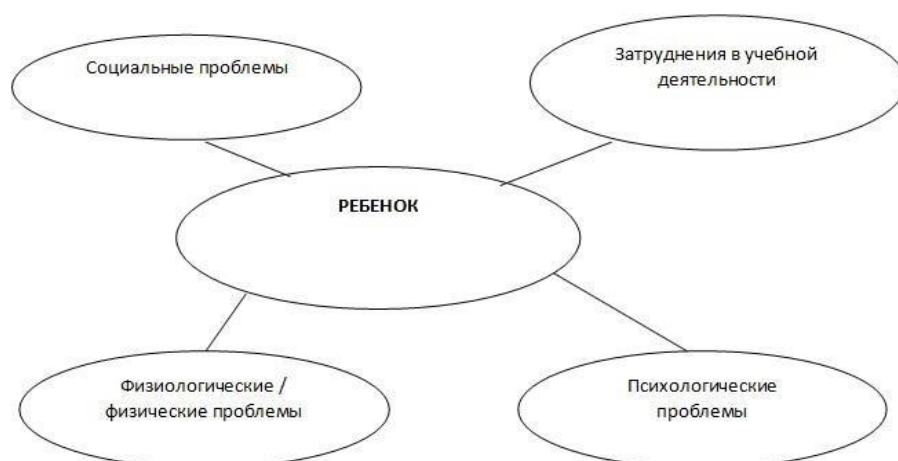 Социальные проблемы
Затруднения в учебной
деятельности
РЕБЕНОК
Физиологические /
физические проблемы
Психологические
проблемы